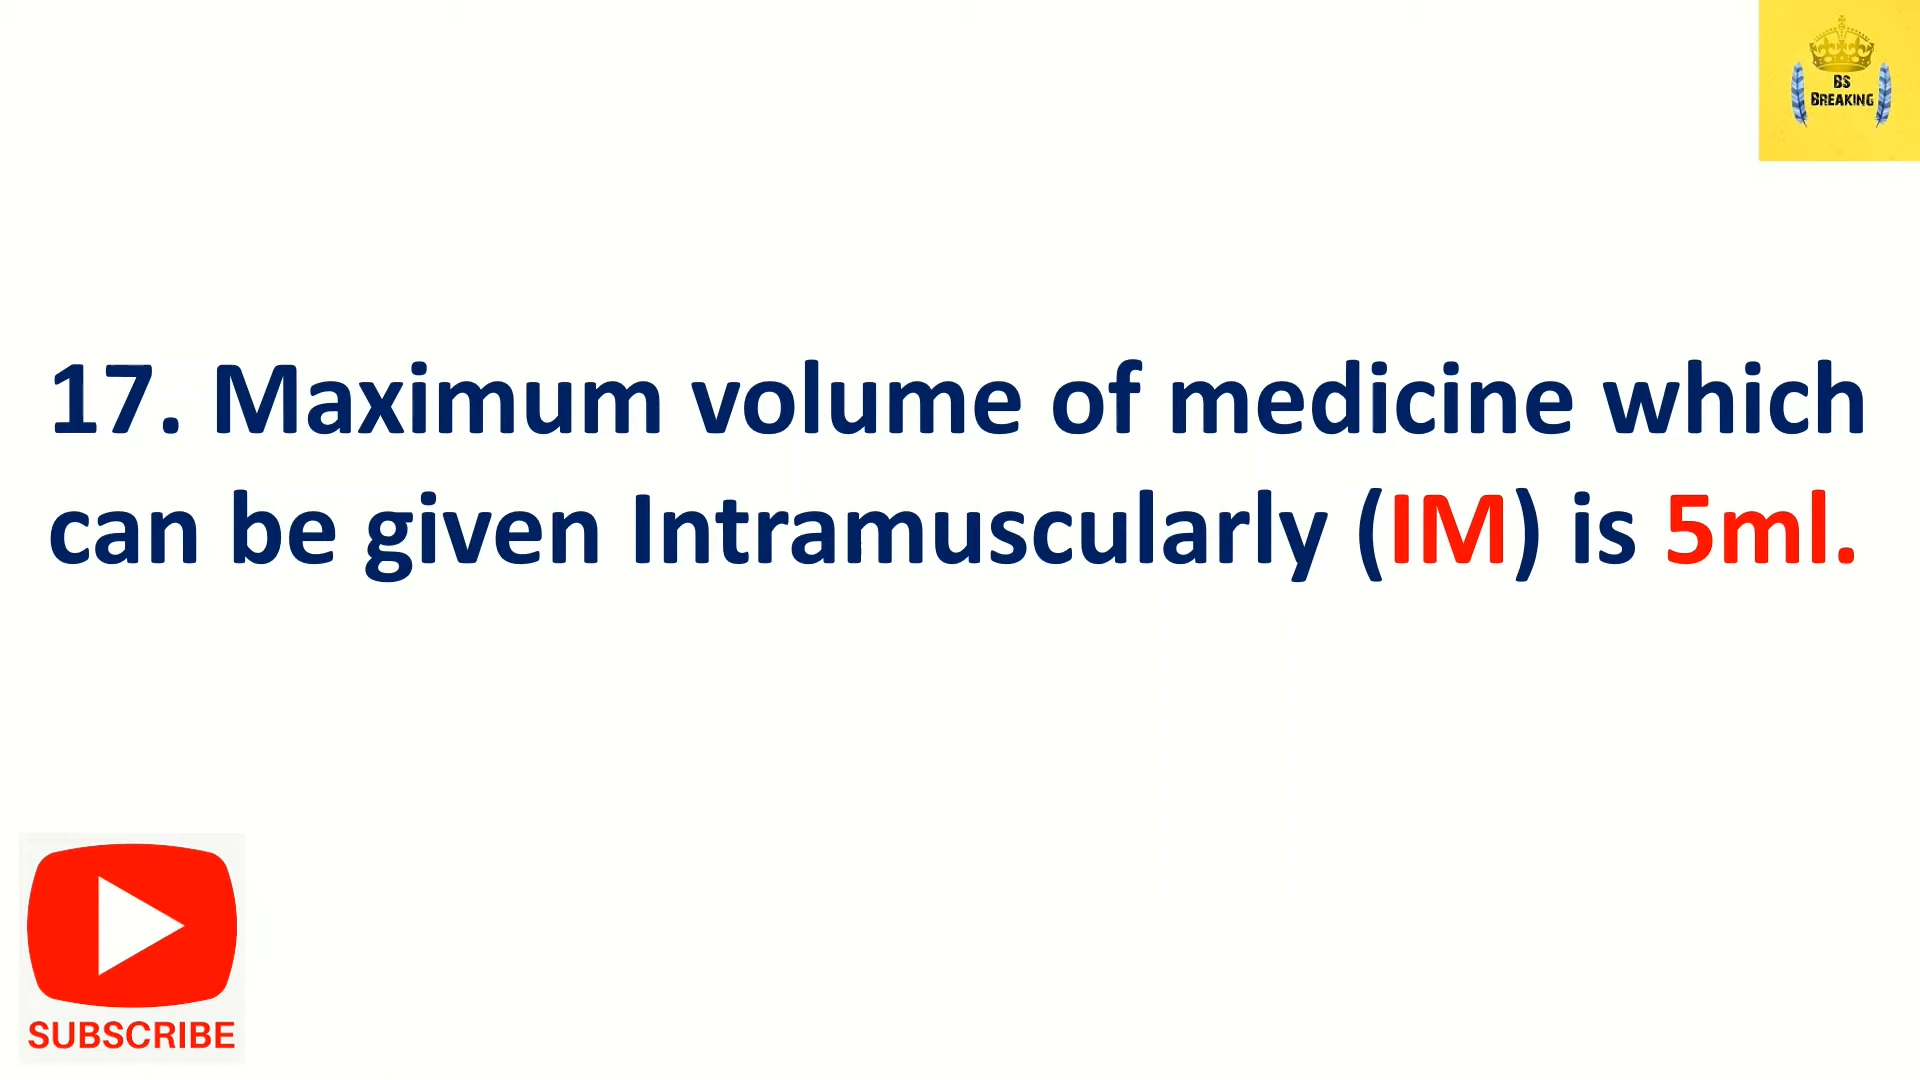 BS
BREAKING
17. Maximum volume of medicine which
can be given Intramuscularly (IM) is 5ml.
SUBSCRIBE